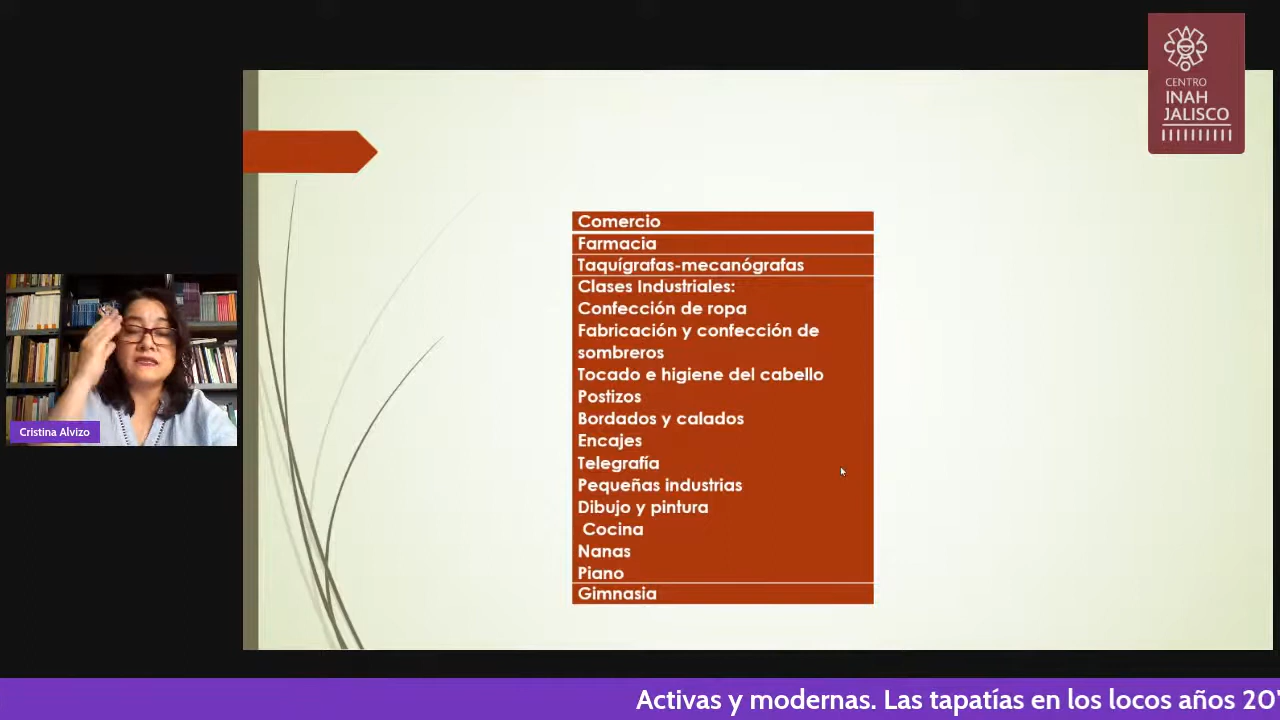 CENTRO
INAH
JALISCO
Comercio
Farmacia
Taquígrafas-mecanógrafas
Clases Industriales:
Confección de ropa
Fabricación y confección de
sombreros
Tocado e higiene del cabello
Postizos
Bordados y calados
Encajes
Telegrafía
Pequeñas industrias
Dibujo y pintura
Cocina
Nanas
Piano
Gimnasia
Cristina Alvizo
Activas y modernas. Las tapatías en los locos años 20'